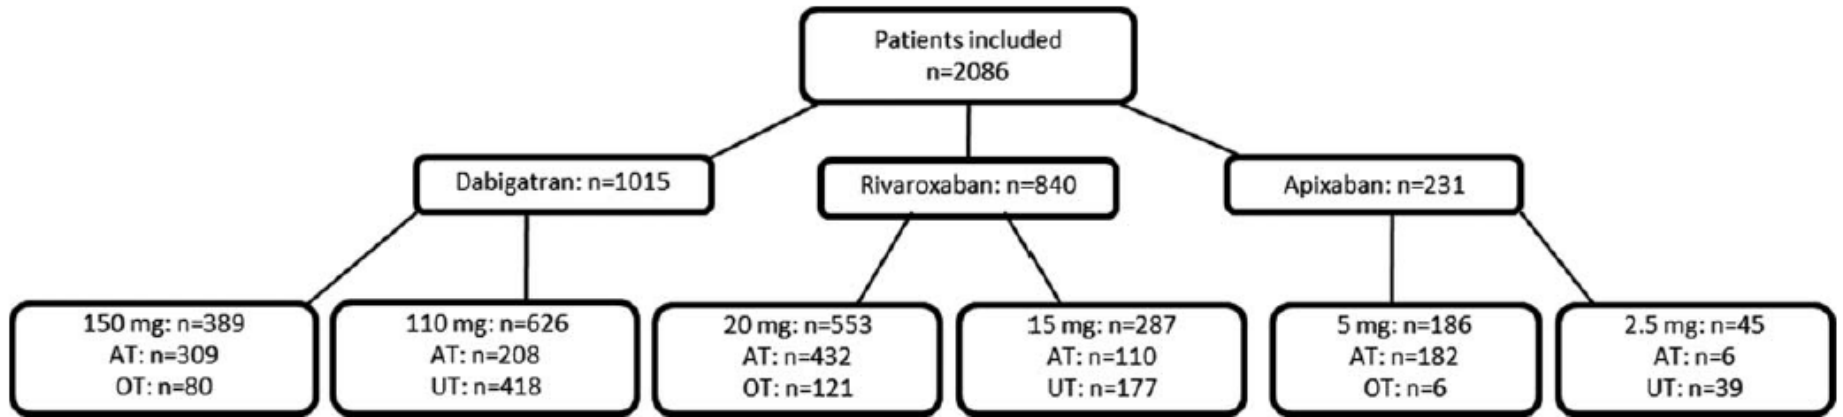 Patients included
n=2086
Dabigatran: n=1015
Rivaroxaban: n=840
Apixaban: n=231
150 mg: n=389
AT: n=309
OT: n=80
110 mg: n=626
AT: n=208
UT: n=418
20 mg: n=553
AT: n=432
OT: n=121
15 mg: n=287
AT: n=110
UT: n=177
5 mg: n=186
AT: n=182
OT: n=6
2.5 mg: n=45
AT: n=6
UT: n=39